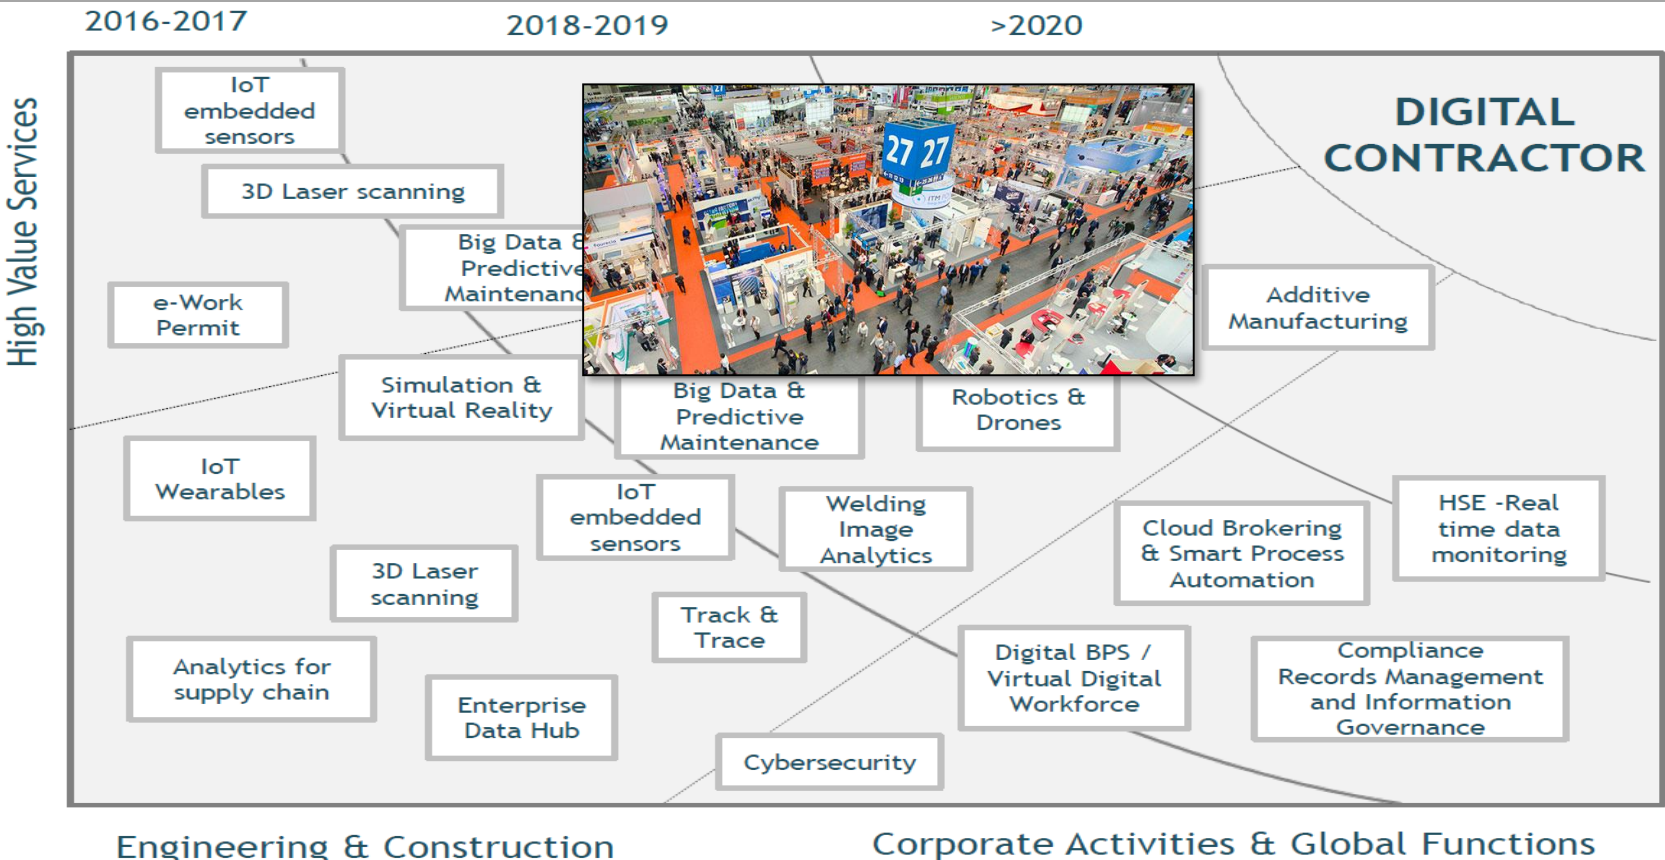 2016-2017
2018-2019
>2020
High Value Services
DIGITAL
CONTRACTOR
IoT
embedded
sensors
3D Laser scanning
Big Data &
Predictive
e-Work
Permit
27 27
27
ITM
Additive
Manufacturing
Simulation &
Virtual Reality
Big Data &
Predictive
Maintenance
Robotics &
Drones
IoT
Wearables
IoT
embedded
sensors
Welding
Image
Analytics
Cloud Brokering
& Smart Process
Automation
HSE -Real
time data
monitoring
3D Laser
scanning
Track &
Trace
Analytics for
supply chain
Enterprise
Data Hub
Digital BPS /
Virtual Digital
Workforce
Compliance
Records Management
and Information
Governance
Cybersecurity
Engineering & Construction
Corporate Activities & Global Functions